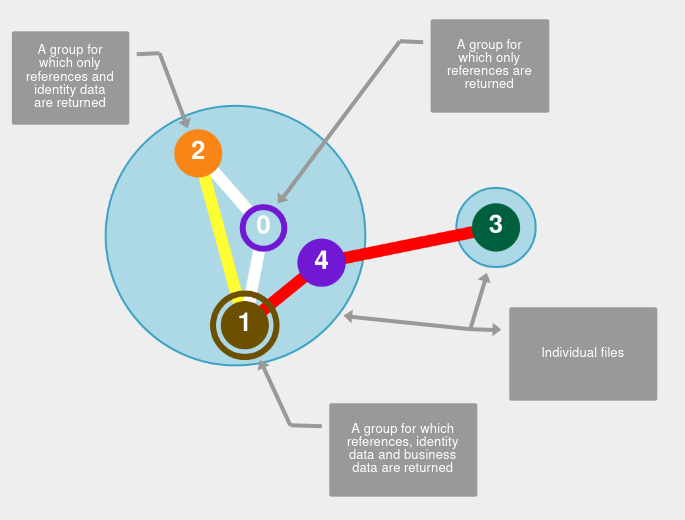 A group for
which only
references and
identity data
are returned
A group for
which only
references are
returned
2
0
3
4
1
Individual files
A group for which
references, identity
data and business
data are returned